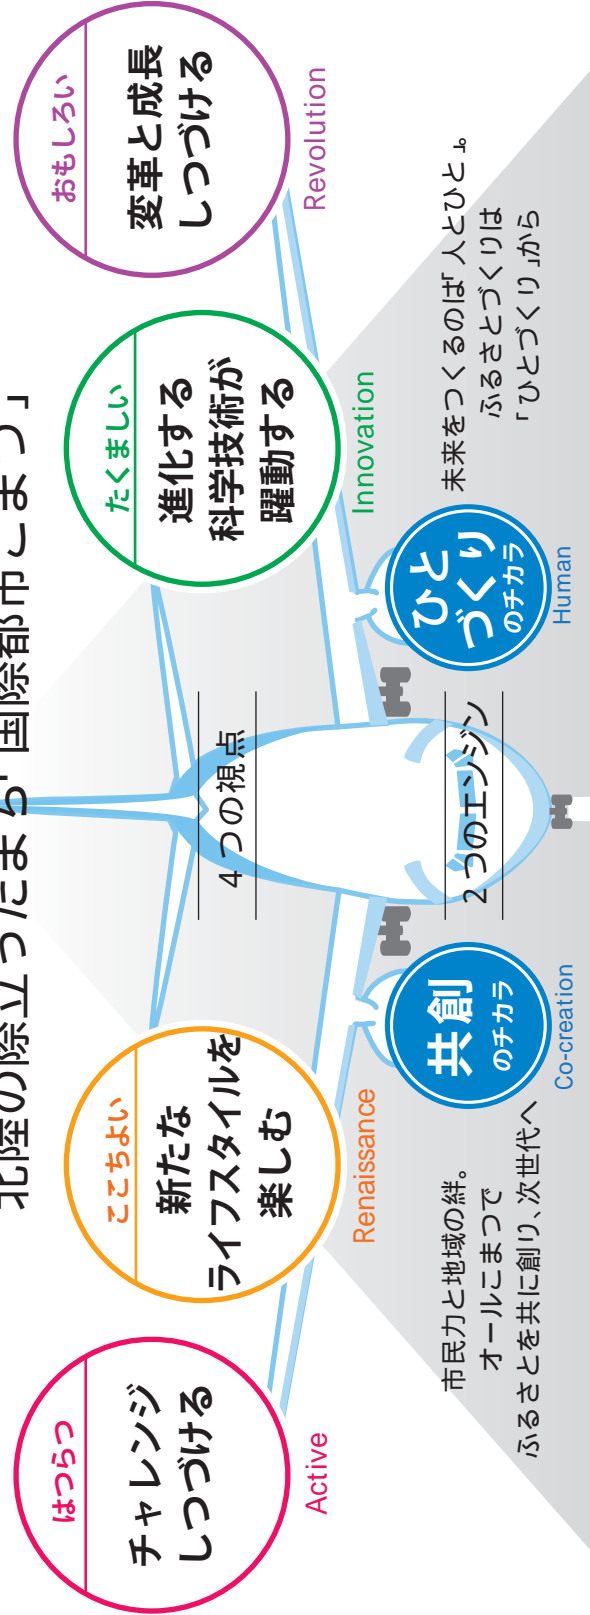 北陸の際立ったまち「国際都市こまつ」
はつらつ
チャレンジ
しつづける
Active
ここちよい
新たな
ライフスタイルを
楽しむ
Renaissance
4つの視点
たくましい
進化する
科学技術が
躍動する
Innovation
おもしろい
変革と成長
しつづける
Revolution
2つのエンジン
市民力と地域の絆。
オールこまつで
ふるさとを共に創り、次世代へ
共創
のチカラ
Co-creation
ひと
づくり
のチカラ
Human
未来をつくるのは「人とひと」。
ふるさとづくりは
「ひとづくり」から